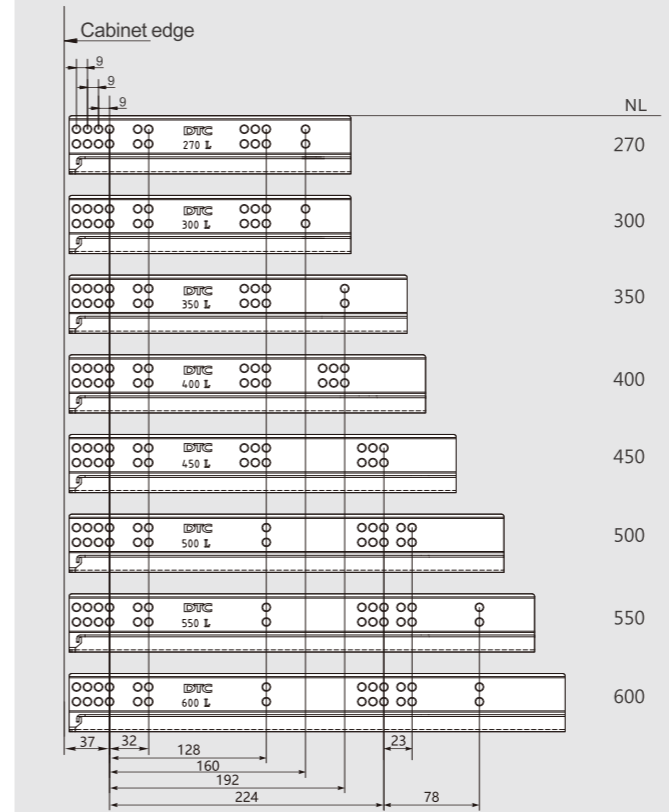 Cabinet edge
9
9
9
NL
DTC
270 L
270
DTC
300 L
300
DTC
350 L
350
DTC
400 L
400
DTC
450 L
450
DTC
500 L
500
DTC
550 L
550
DTC
600 L
600
37 32 128 23
160
192
224 78